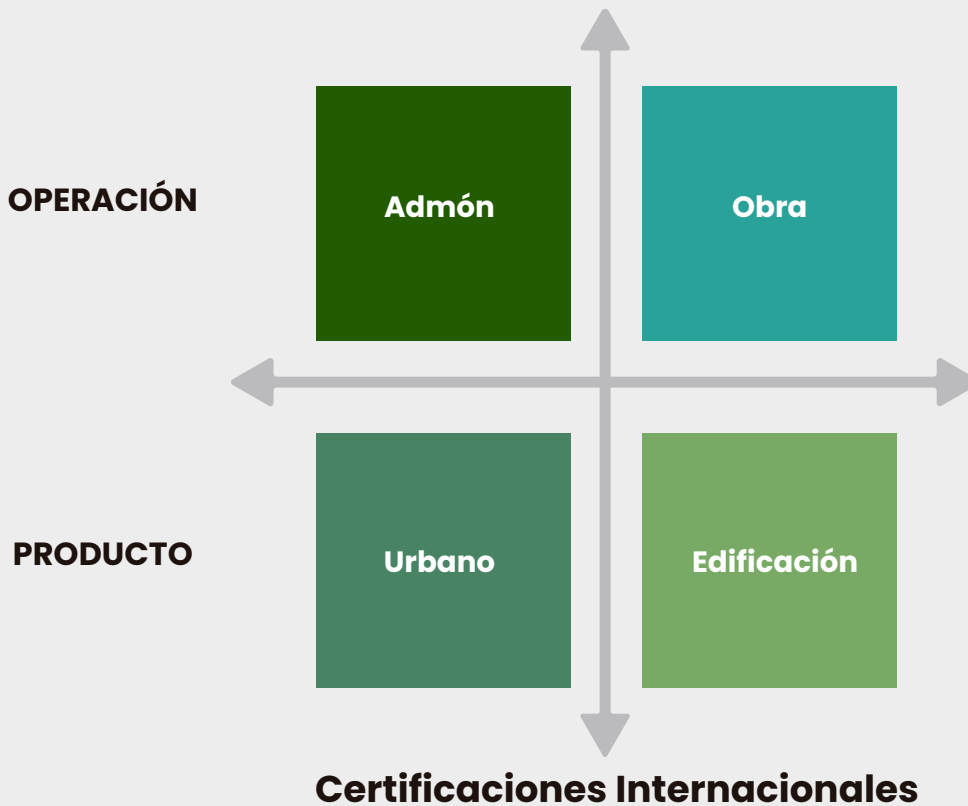 OPERACIÓN
Admón
Obra
PRODUCTO
Urbano
Edificación
Certificaciones Internacionales